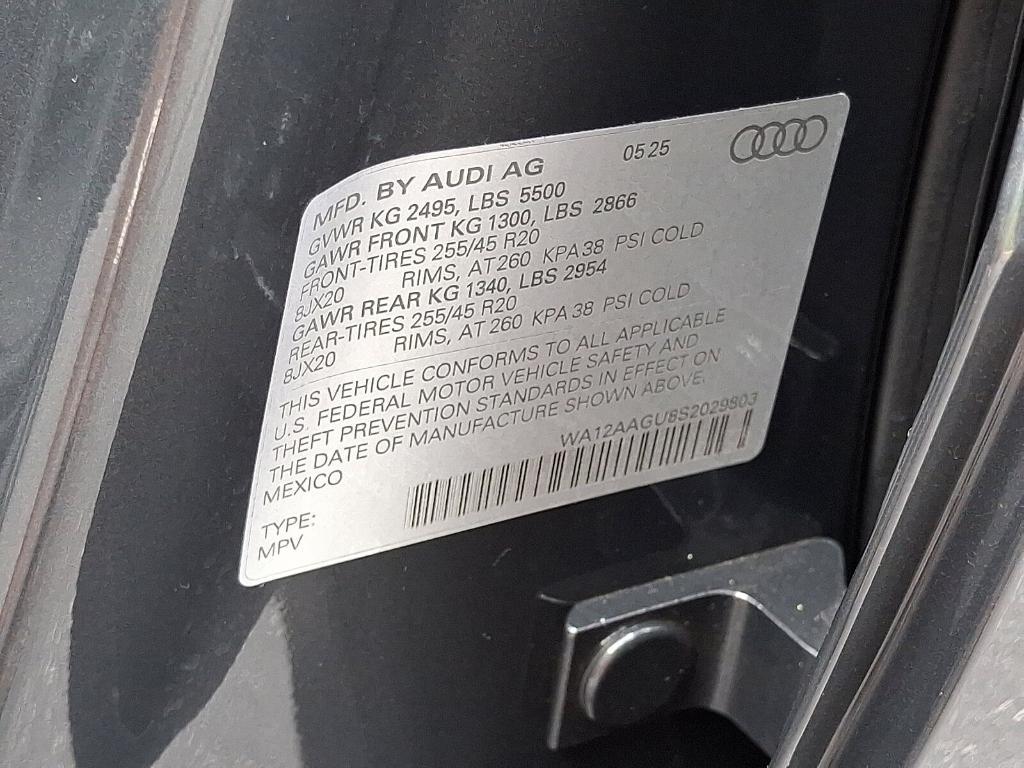 MFD. BY AUDI AG 05 25
GVWR KG 2495, LBS 5500
GAWR FRONT KG 1300, LBS 2866
FRONT-TIRES 255/45 R20
8JX20 RIMS, AT 260 KPA 38 PSI COLD
GAWR REAR KG 1340, LBS 2954
REAR-TIRES 255/45 R20
8JX20 RIMS, AT 260 KPA 38 PSI COLD
THIS VEHICLE CONFORMS TO ALL APPLICABLE
U.S. FEDERAL MOTOR VEHICLE SAFETY AND
THEFT PREVENTION STANDARDS IN EFFECT ON
THE DATE OF MANUFACTURE SHOWN ABOVE.
MEXICO WA12AAGU8S2029803
TYPE:
MPV